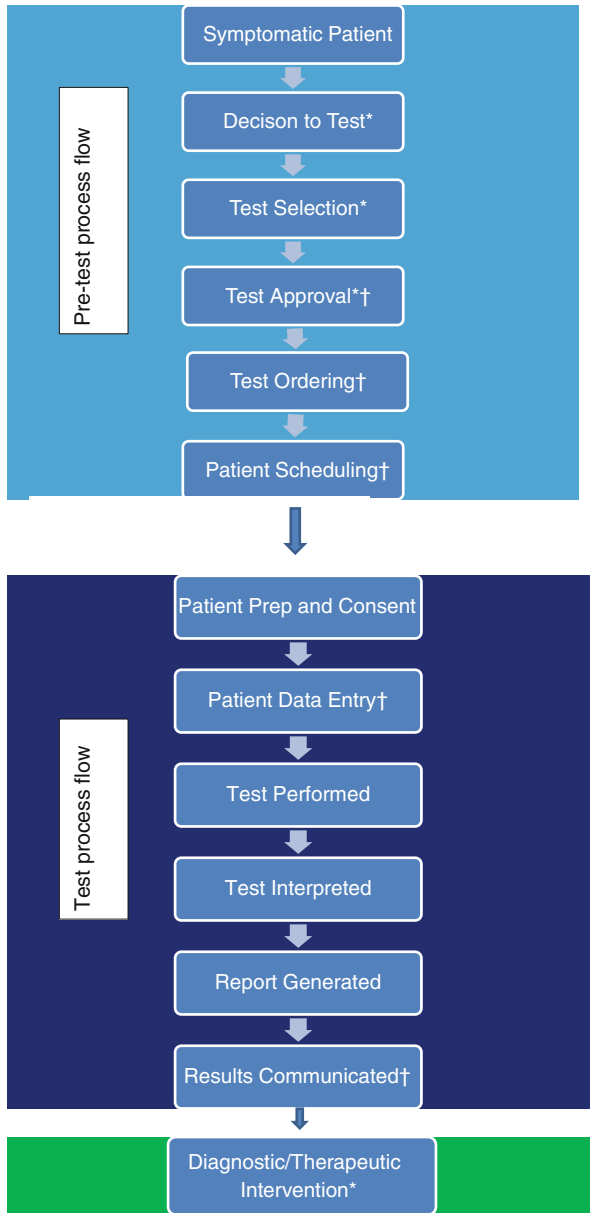 Symptomatic Patient
Decison to Test*
Pre-test process flow
Test Selection*
Test Approval*†
Test Ordering†
Patient Scheduling†
Patient Prep and Consent
Patient Data Entry†
Test process flow
Test Performed
Test Interpreted
Report Generated
Results Communicated†
Diagnostic/Therapeutic
Intervention*